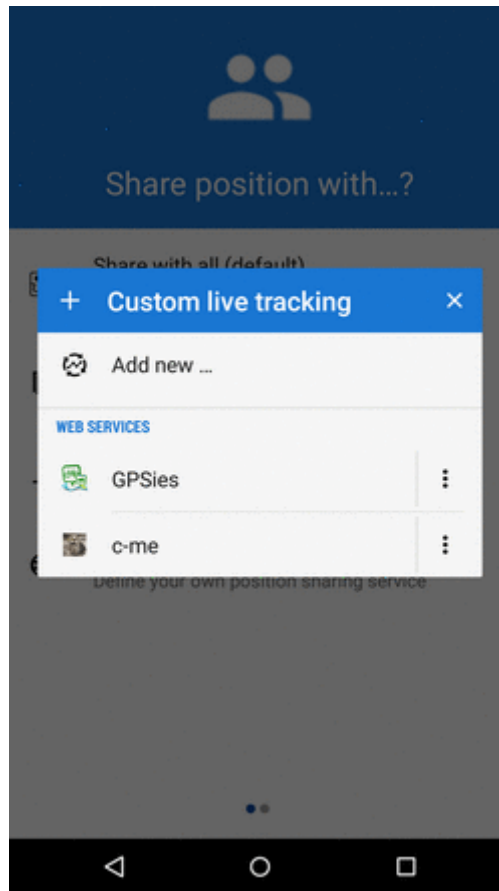 Share position with...?
Share with all (default)
+ Custom live tracking ×
Add new ...
WEB SERVICES
GPSies
c-me
Define your own position sharing service